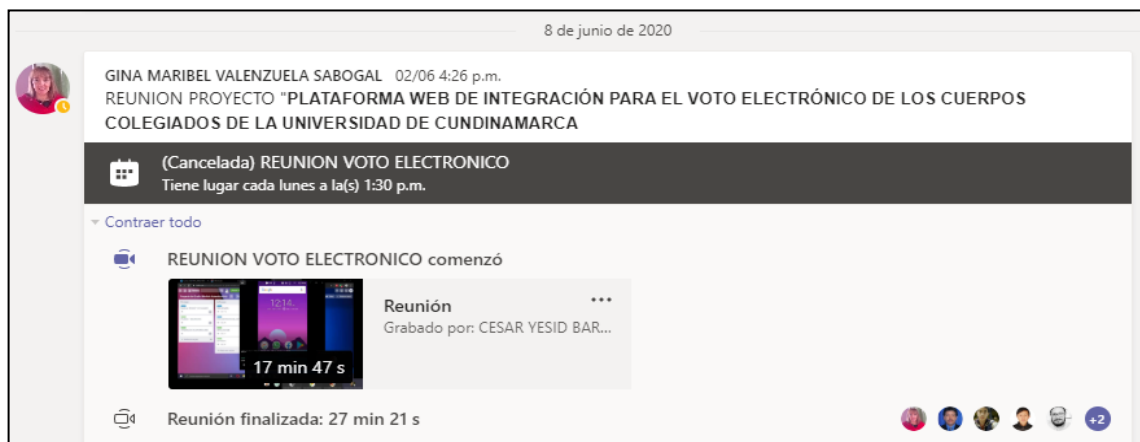 8 de junio de 2020
GINA MARIBEL VALENZUELA SABOGAL 02/06 4:26 p.m.
REUNION PROYECTO "PLATAFORMA WEB DE INTEGRACIÓN PARA EL VOTO ELECTRÓNICO DE LOS CUERPOS
COLEGIADOS DE LA UNIVERSIDAD DE CUNDINAMARCA
(Cancelada) REUNION VOTO ELECTRONICO
Tiene lugar cada lunes a la(s) 1:30 p.m.
Contraer todo
REUNION VOTO ELECTRONICO comenzó
Reunión
Grabado por: CESAR YESID BAR...
12:14
17 min 47 s
Reunión finalizada: 27 min 21 s
+2